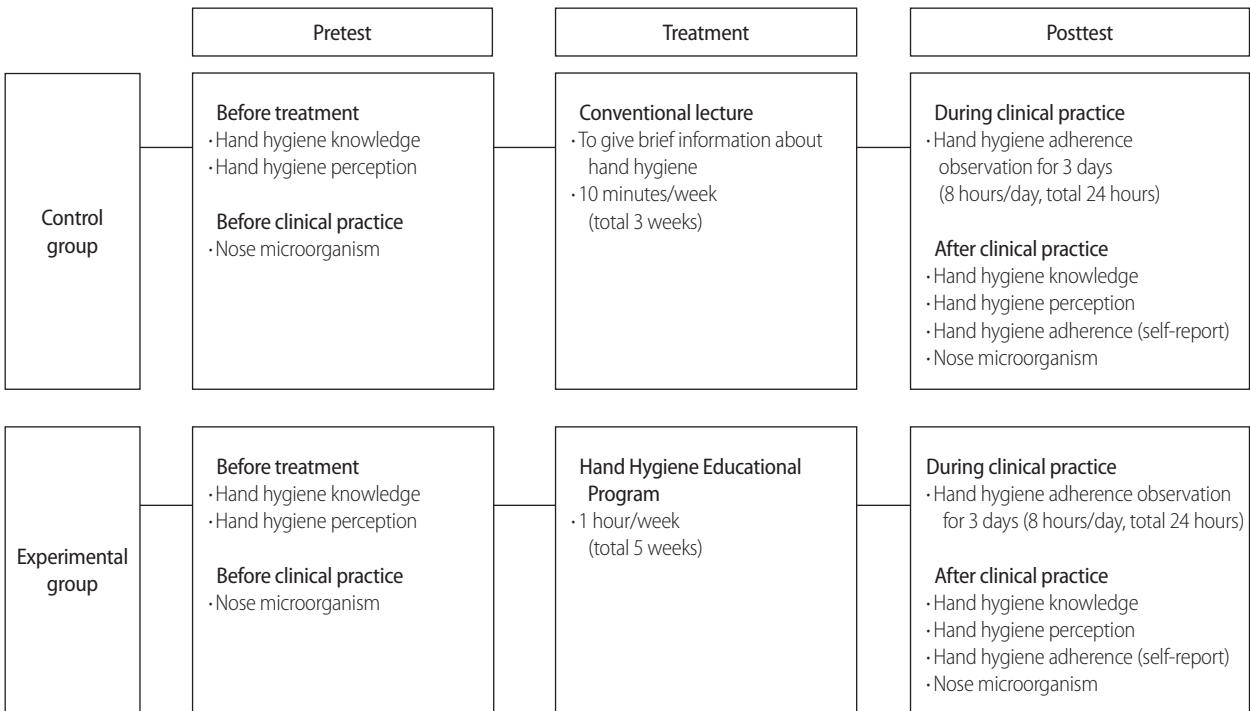 Pretest
Treatment
Posttest
Control
group
Before treatment
·Hand hygiene knowledge
·Hand hygiene perception
Before clinical practice
·Nose microorganism
Conventional lecture
·To give brief information about
hand hygiene
·10 minutes/week
(total 3 weeks)
During clinical practice
·Hand hygiene adherence
observation for 3 days
(8 hours/day, total 24 hours)
After clinical practice
·Hand hygiene knowledge
·Hand hygiene perception
·Hand hygiene adherence (self-report)
·Nose microorganism
Experimental
group
Before treatment
·Hand hygiene knowledge
·Hand hygiene perception
Before clinical practice
·Nose microorganism
Hand Hygiene Educational
Program
·1 hour/week
(total 5 weeks)
During clinical practice
·Hand hygiene adherence observation
for 3 days (8 hours/day, total 24 hours)
After clinical practice
·Hand hygiene knowledge
·Hand hygiene perception
·Hand hygiene adherence (self-report)
·Nose microorganism